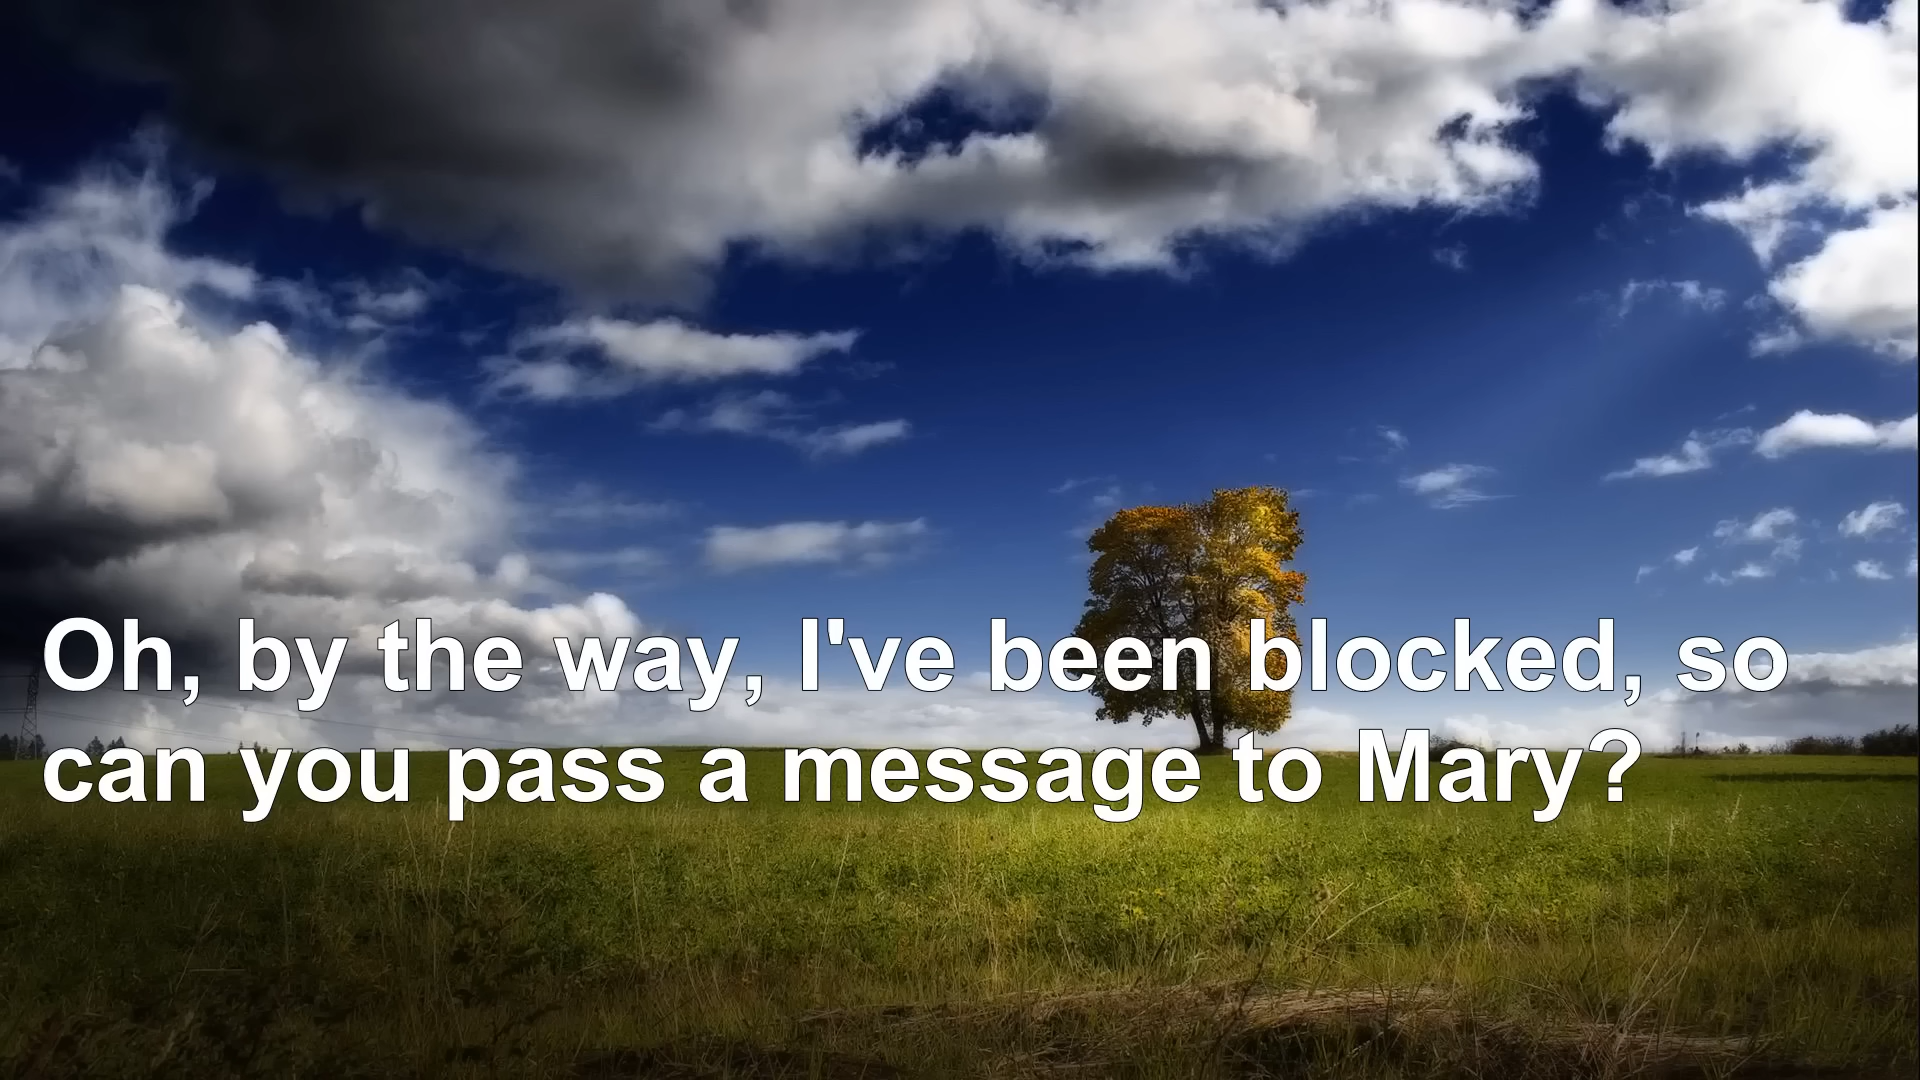 Oh, by the way, I've been blocked, so
can you pass a message to Mary?